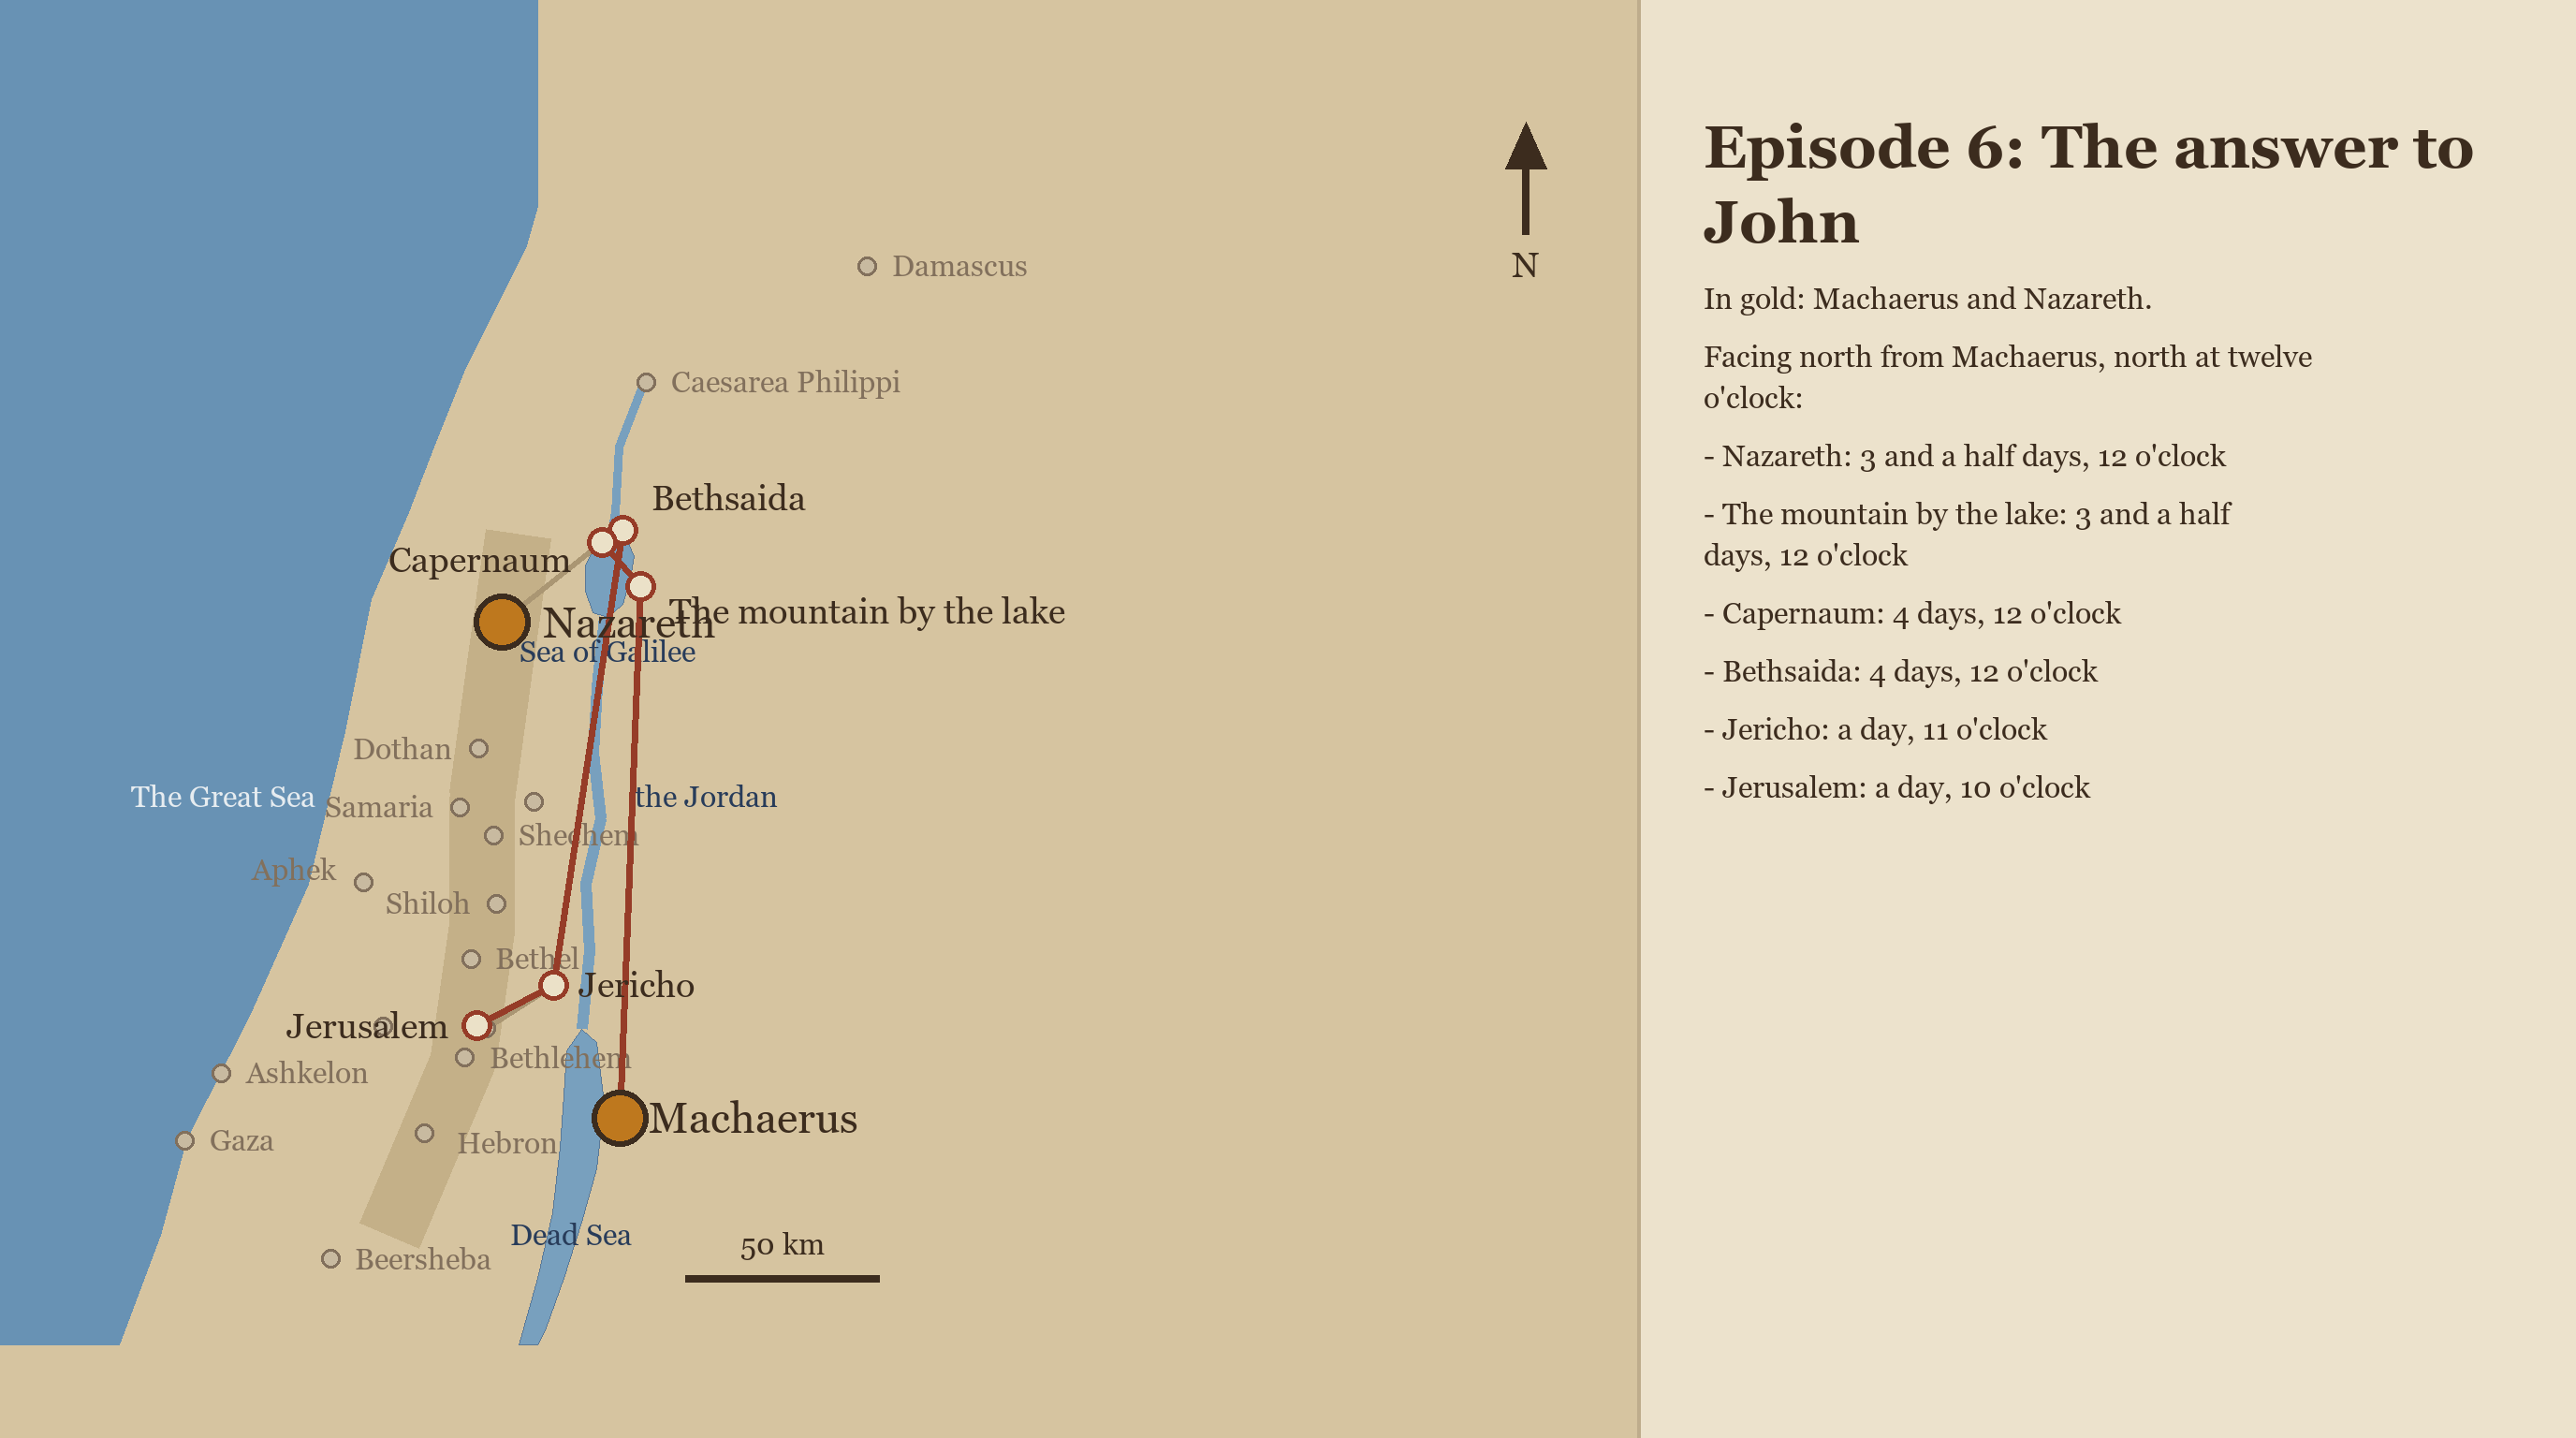 Episode 6: The answer to
John
In gold: Machaerus and Nazareth.
Facing north from Machaerus, north at twelve
o'clock:
- Nazareth: 3 and a half days, 12 o'clock
- The mountain by the lake: 3 and a half
days, 12 o'clock
- Capernaum: 4 days, 12 o'clock
- Bethsaida: 4 days, 12 o'clock
- Jericho: a day, 11 o'clock
- Jerusalem: a day, 10 o'clock
N
Damascus
Caesarea Philippi
Bethsaida
Capernaum
The mountain by the lake
Nazareth
Sea of Galilee
Dothan
The Great Sea
the Jordan
Samaria
Shechem
Aphek
Shiloh
Bethel
Jericho
Jerusalem
Bethlehem
Ashkelon
Machaerus
Gaza
Hebron
Dead Sea
50 km
Beersheba